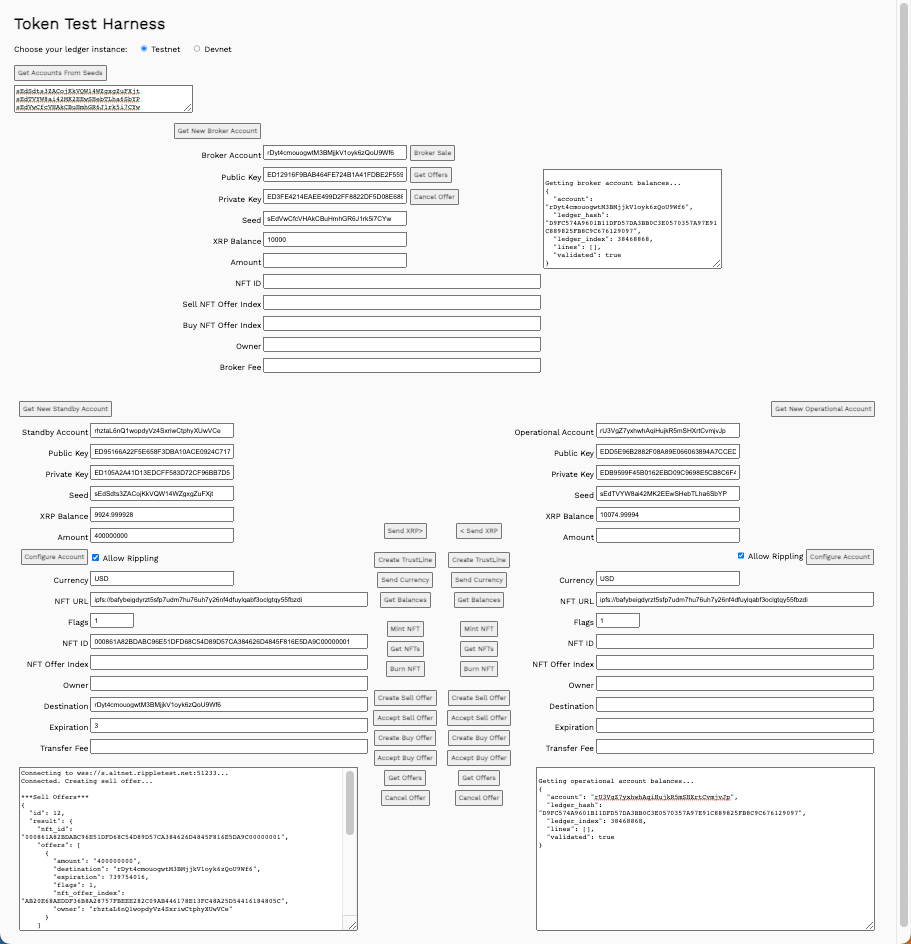 Token Test Harness
Choose your ledger instance: Testnet Devnet
Get Accounts From Seeds
sEdSdts3ZACojKkVQW14WZgxgZuFXjt
sEdTVYW8ai42MK2EEwSHebTLha6SbYP
sEdVwCfcVHAkCBuHmhGR6J1rk5i7CYw
Get New Broker Account
Broker Account rDyt4cmouogwtM3BMjjkV1oyk6zQoU9Wf6 Broker Sale
Public Key ED12916F9BAB464FE724B1A41FDBE2F559 Get Offers
Private Key ED3FE4214EAEE499D2FF8822DF5D08E688 Cancel Offer
Seed sEdVwCfcVHAkCBuHmhGR6J1rk5i7CYw
XRP Balance 10000
Amount
NFT ID
Sell NFT Offer Index
Buy NFT Offer Index
Owner
Broker Fee
Getting broker account balances...
{
"account":
"rDyt4cmouogwtM3BMjjkV1oyk6zQoU9Wf6",
"ledger_hash":
"D9FC574A9601B11DFD57DA3BB0C3E0570357A97E91
C889825FB8C9C676129097",
"ledger_index": 38468868,
"lines": [],
"validated": true
}
Get New Standby Account
Standby Account rhztaL6nQ1wopdyVz4SxriwCtphyXUwVCe
Public Key ED95166A22F5E658F3DBA10ACE0924C717
Private Key ED105A2A41D13EDCFF583D72CF96BB7D5
Seed sEdSdts3ZACojKkVQW14WZgxgZuFXjt
XRP Balance 9924.999928
Amount 400000000
Configure Account Allow Rippling
Currency USD
NFT URL ipfs://bafybeigdyrzt5sfp7udm7hu76uh7y26nf4dfuylqabf3oclgtqy55fbzdi
Flags 1
NFT ID 000861A82BDABC96E51DFD68C54D89D57CA384626D4845F816E5DA9C00000001
NFT Offer Index
Owner
Destination rDyt4cmouogwtM3BMjjkV1oyk6zQoU9Wf6
Expiration 3
Transfer Fee
Send XRP> < Send XRP
Create TrustLine Create TrustLine
Send Currency Send Currency
Get Balances Get Balances
Mint NFT Mint NFT
Get NFTs Get NFTs
Burn NFT Burn NFT
Create Sell Offer Create Sell Offer
Accept Sell Offer Accept Sell Offer
Create Buy Offer Create Buy Offer
Accept Buy Offer Accept Buy Offer
Get Offers Get Offers
Cancel Offer Cancel Offer
Get New Operational Account
Operational Account rU3VgZ7yxhwhAqiHujkR5mSHXrtCvmjvJp
Public Key EDD5E96B2882F08A89E066063894A7CCED
Private Key EDB9599F45B0162EBD09C9698E5CB8C6F4
Seed sEdTVYW8ai42MK2EEwSHebTLha6SbYP
XRP Balance 10074.99994
Amount
Allow Rippling Configure Account
Currency USD
NFT URL ipfs://bafybeigdyrzt5sfp7udm7hu76uh7y26nf4dfuylqabf3oclgtqy55fbzdi
Flags 1
NFT ID
NFT Offer Index
Owner
Destination
Expiration
Transfer Fee
Connecting to wss://s.altnet.rippletest.net:51233...
Connected. Creating sell offer...
***Sell Offers***
{
"id": 12,
"result": {
"nft_id":
"000861A82BDABC96E51DFD68C54D89D57CA384626D4845F816E5DA9C00000001",
"offers": [
{
"amount": "400000000",
"destination": "rDyt4cmouogwtM3BMjjkV1oyk6zQoU9Wf6",
"expiration": 739754016,
"flags": 1,
"nft_offer_index":
"AB20E68AEDDF36B8A28757FBEEE282C09AB446178E13FC48A25D54416184805C",
"owner": "rhztaL6nQ1wopdyVz4SxriwCtphyXUwVCe"
}
]
Getting operational account balances...
{
"account": "rU3VgZ7yxhwhAqiHujkR5mSHXrtCvmjvJp",
"ledger_hash":
"D9FC574A9601B11DFD57DA3BB0C3E0570357A97E91C889825FB8C9C676129097",
"ledger_index": 38468868,
"lines": [],
"validated": true
}